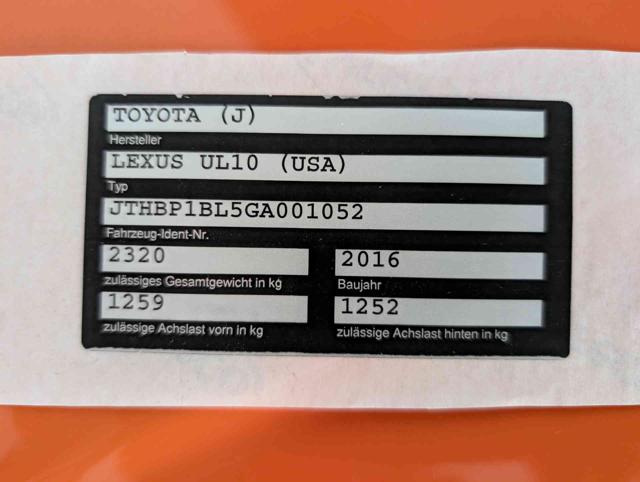 TOYOTA (J)
Hersteller
LEXUS UL10 (USA)
Typ
JTHBP1BL5GA001052
Fahrzeug-Ident-Nr.
2320 2016
zulässiges Gesamtgewicht in kg Baujahr
1259 1252
zulässige Achslast vorn in kg zulässige Achslast hinten in kg